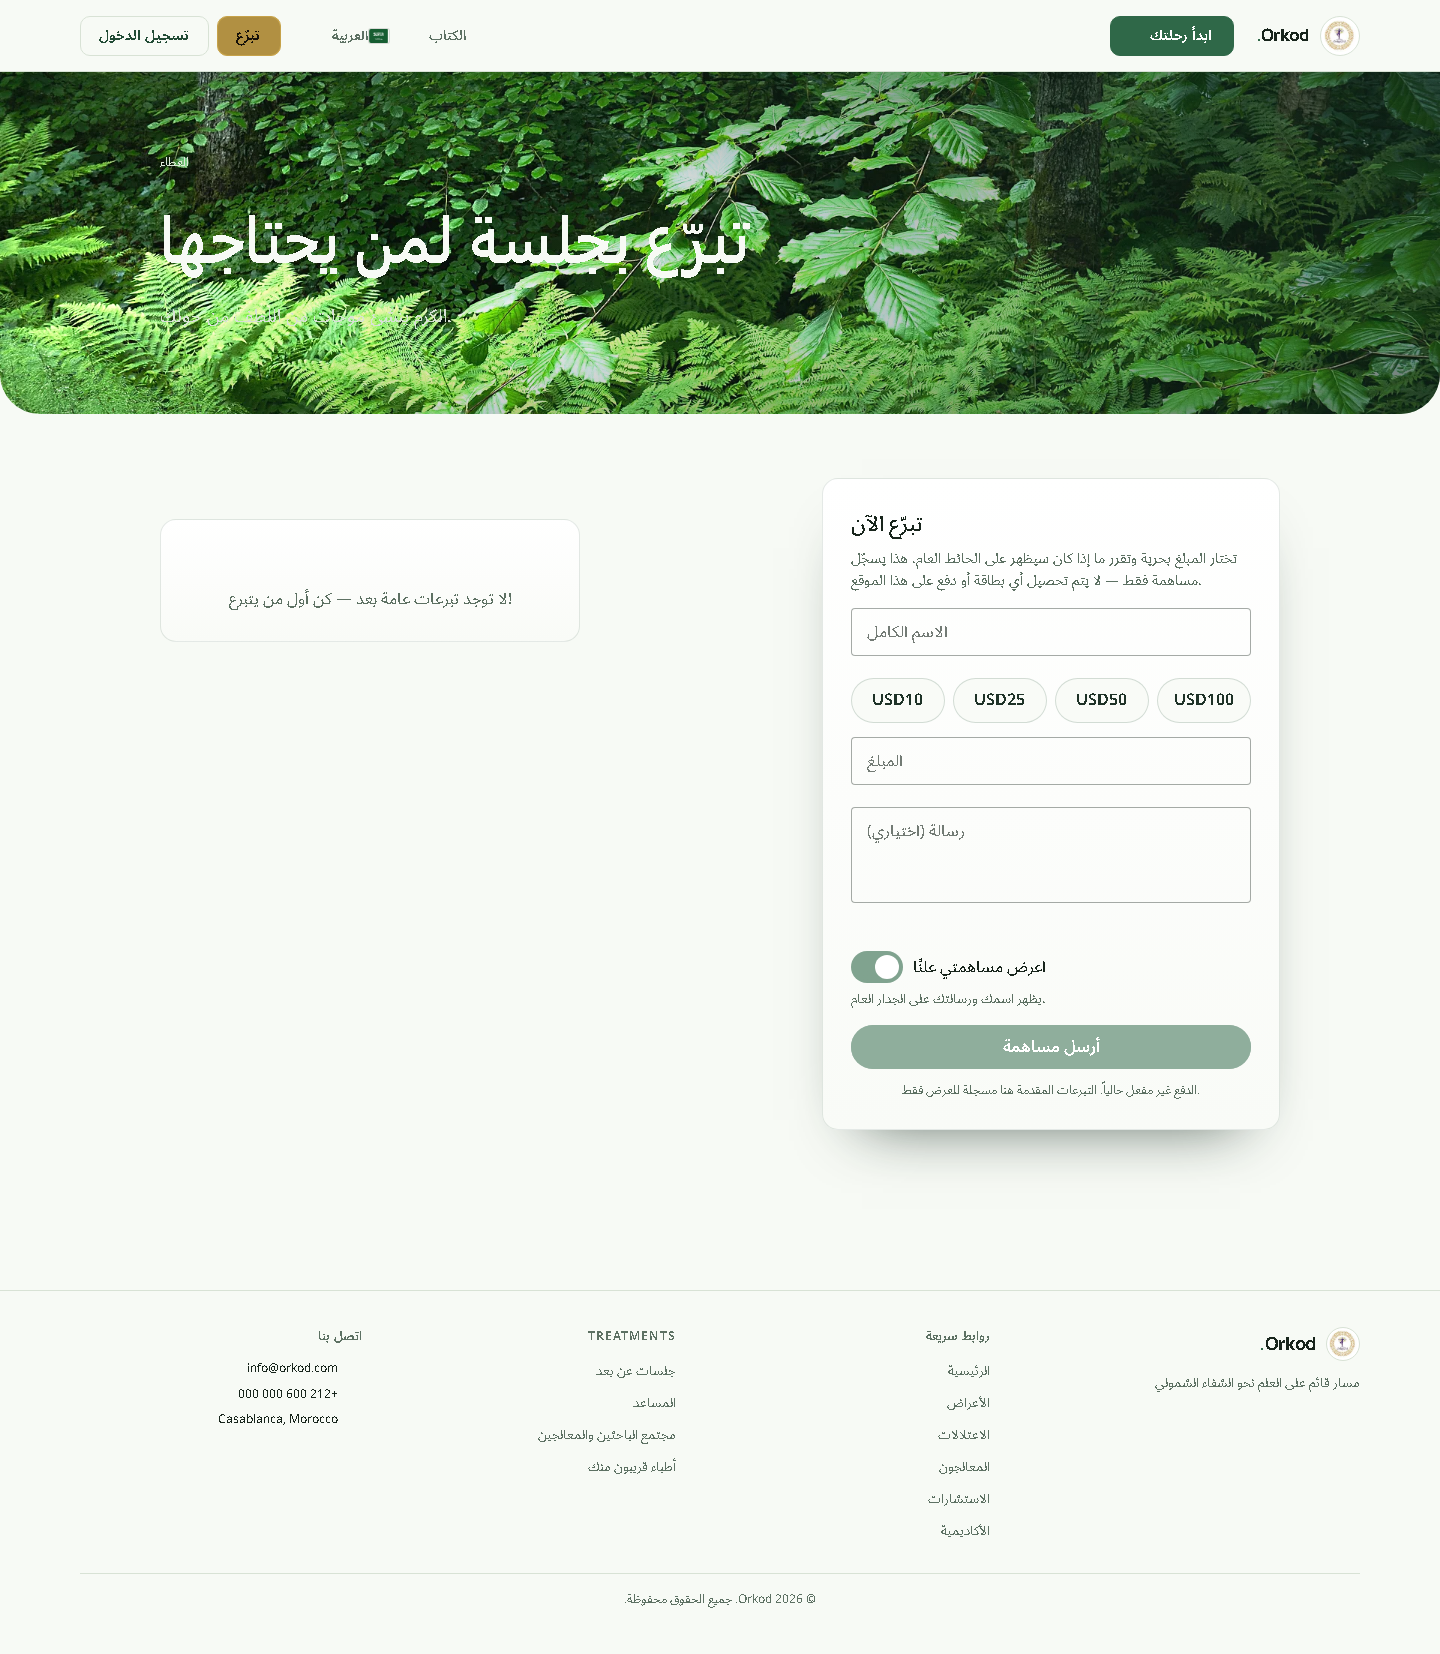 Orkod.
ابدأ رحلتك
الكتاب
العربية
تبرّع
تسجيل الدخول
العطاء
تبرّع بجلسة لمن يحتاجها
تبرّع الآن
تختار المبلغ بحرية وتقرر ما إذا كان سيظهر على الحائط العام. هذا يسجّل
مساهمة فقط — لا يتم تحصيل أي بطاقة أو دفع على هذا الموقع.
الاسم الكامل
USD10
USD25
USD50
USD100
المبلغ
رسالة (اختياري)
اعرض مساهمتي علنًا
يظهر اسمك ورسالتك على الجدار العام.
أرسل مساهمة
الدفع غير مفعل حالياً. التبرعات المقدمة هنا مسجلة للعرض فقط.
لا توجد تبرعات عامة بعد — كن أول من يتبرع!
Orkod.
مسار قائم على العلم نحو الشفاء الشمولي
روابط سريعة
الرئيسية
الأعراض
الاعتلالات
المعالجون
الاستشارات
الأكاديمية
TREATMENTS
جلسات عن بعد
المساعد
مجتمع الباحثين والمعالجين
أطباء قريبون منك
اتصل بنا
info@orkod.com
+212 600 000 000
Casablanca, Morocco
© 2026 Orkod. جميع الحقوق محفوظة.